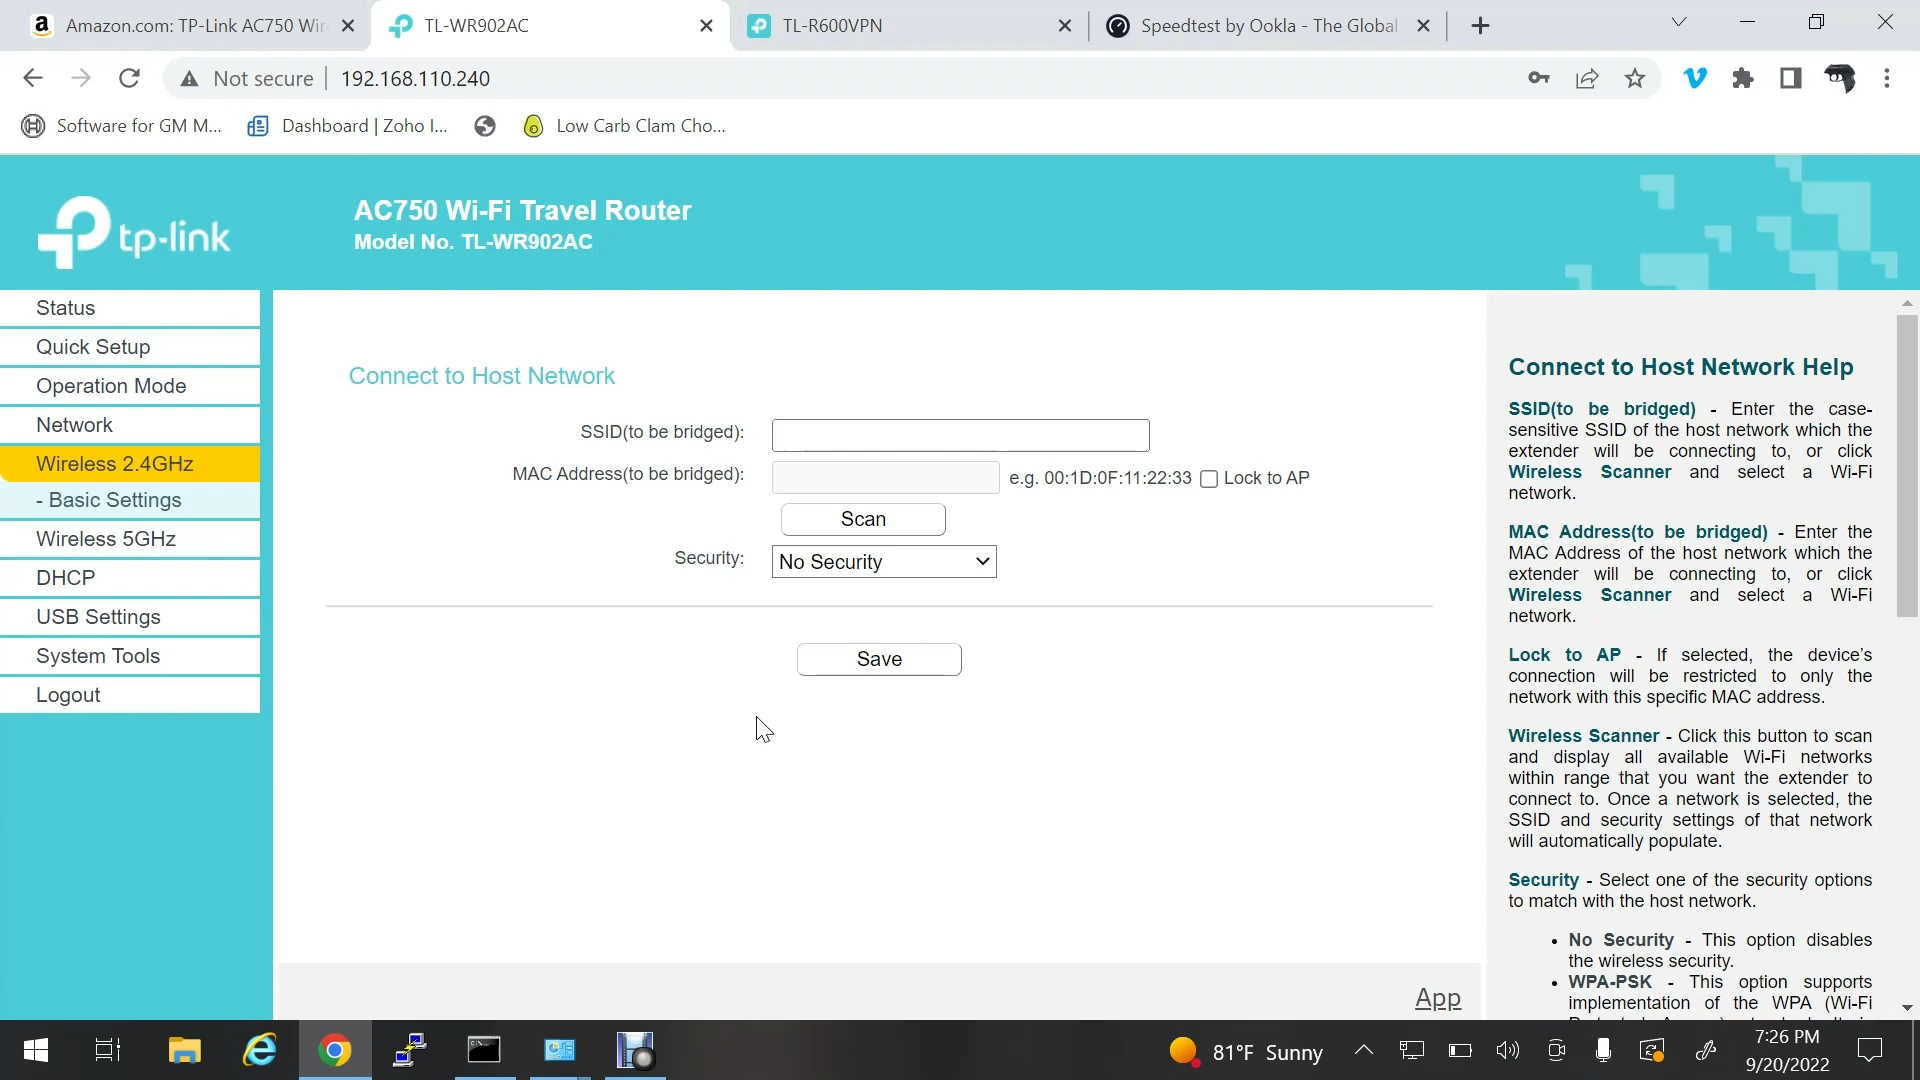 Amazon.com: TP-Link AC750 Wir
TL-WR902AC
TL-R600VPN
Speedtest by Ookla - The Global
Not secure
192.168.110.240
Software for GM M...
Dashboard | Zoho I...
Low Carb Clam Cho...
tp-link
AC750 Wi-Fi Travel Router
Model No. TL-WR902AC
Status
Quick Setup
Operation Mode
Network
Wireless 2.4GHz
- Basic Settings
Wireless 5GHz
DHCP
USB Settings
System Tools
Logout
Connect to Host Network
SSID(to be bridged):
MAC Address(to be bridged):
e.g. 00:1D:0F:11:22:33
Lock to AP
Scan
Security:
No Security
Save
App
Connect to Host Network Help
SSID(to be bridged) - Enter the case-
sensitive SSID of the host network which the
extender will be connecting to, or click
Wireless Scanner and select a Wi-Fi
network.
MAC Address(to be bridged) - Enter the
MAC Address of the host network which the
extender will be connecting to, or click
Wireless Scanner and select a Wi-Fi
network.
Lock to AP - If selected, the device's
connection will be restricted to only the
network with this specific MAC address.
Wireless Scanner - Click this button to scan
and display all available Wi-Fi networks
within range that you want the extender to
connect to. Once a network is selected, the
SSID and security settings of that network
will automatically populate.
Security - Select one of the security options
to match with the host network.
• No Security - This option disables
the wireless security.
• WPA-PSK - This option supports
implementation of the WPA (Wi-Fi
81°F Sunny
7:26 PM
9/20/2022